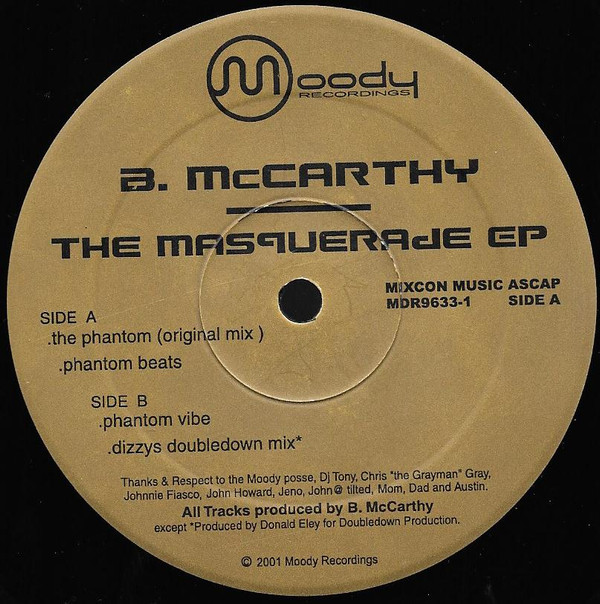 Moody
RECORDINGS
B. McCARTHY
THE MASQUERADE EP
MIXCON MUSIC ASCAP
MDR9633-1 SIDE A
SIDE A
.the phantom (original mix )
.phantom beats
SIDE B
.phantom vibe
.dizzys doubledown mix*
Thanks & Respect to the Moody posse, Dj Tony, Chris "the Grayman" Gray,
Johnnie Fiasco, John Howard, Jeno, John@ tilted, Mom, Dad and Austin.
All Tracks produced by B. McCarthy
except *Produced by Donald Eley for Doubledown Production.
© 2001 Moody Recordings